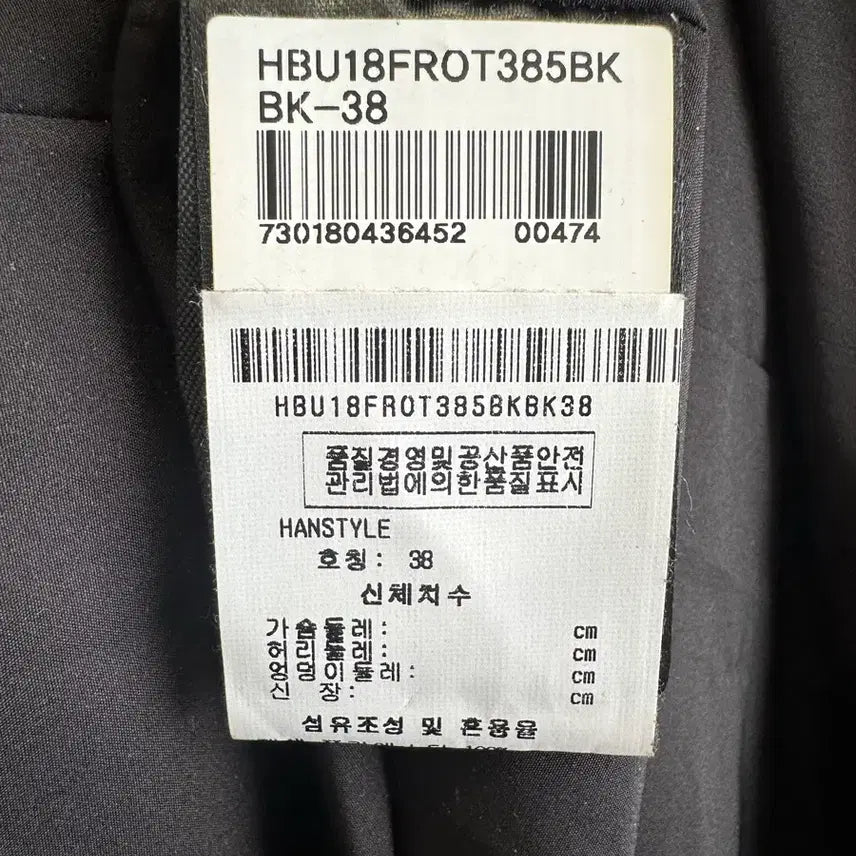 HBU18FROT385BK
BK-38
730180436452 00474
HBU18FROT385BKBK38
품질경영및공산품안전
관리법에의한품질표시
HANSTYLE
호칭: 38
신체치수
가슴둘레: cm
허리둘레: cm
엉덩이둘레: cm
신 장: cm
섬유조성 및 혼용율